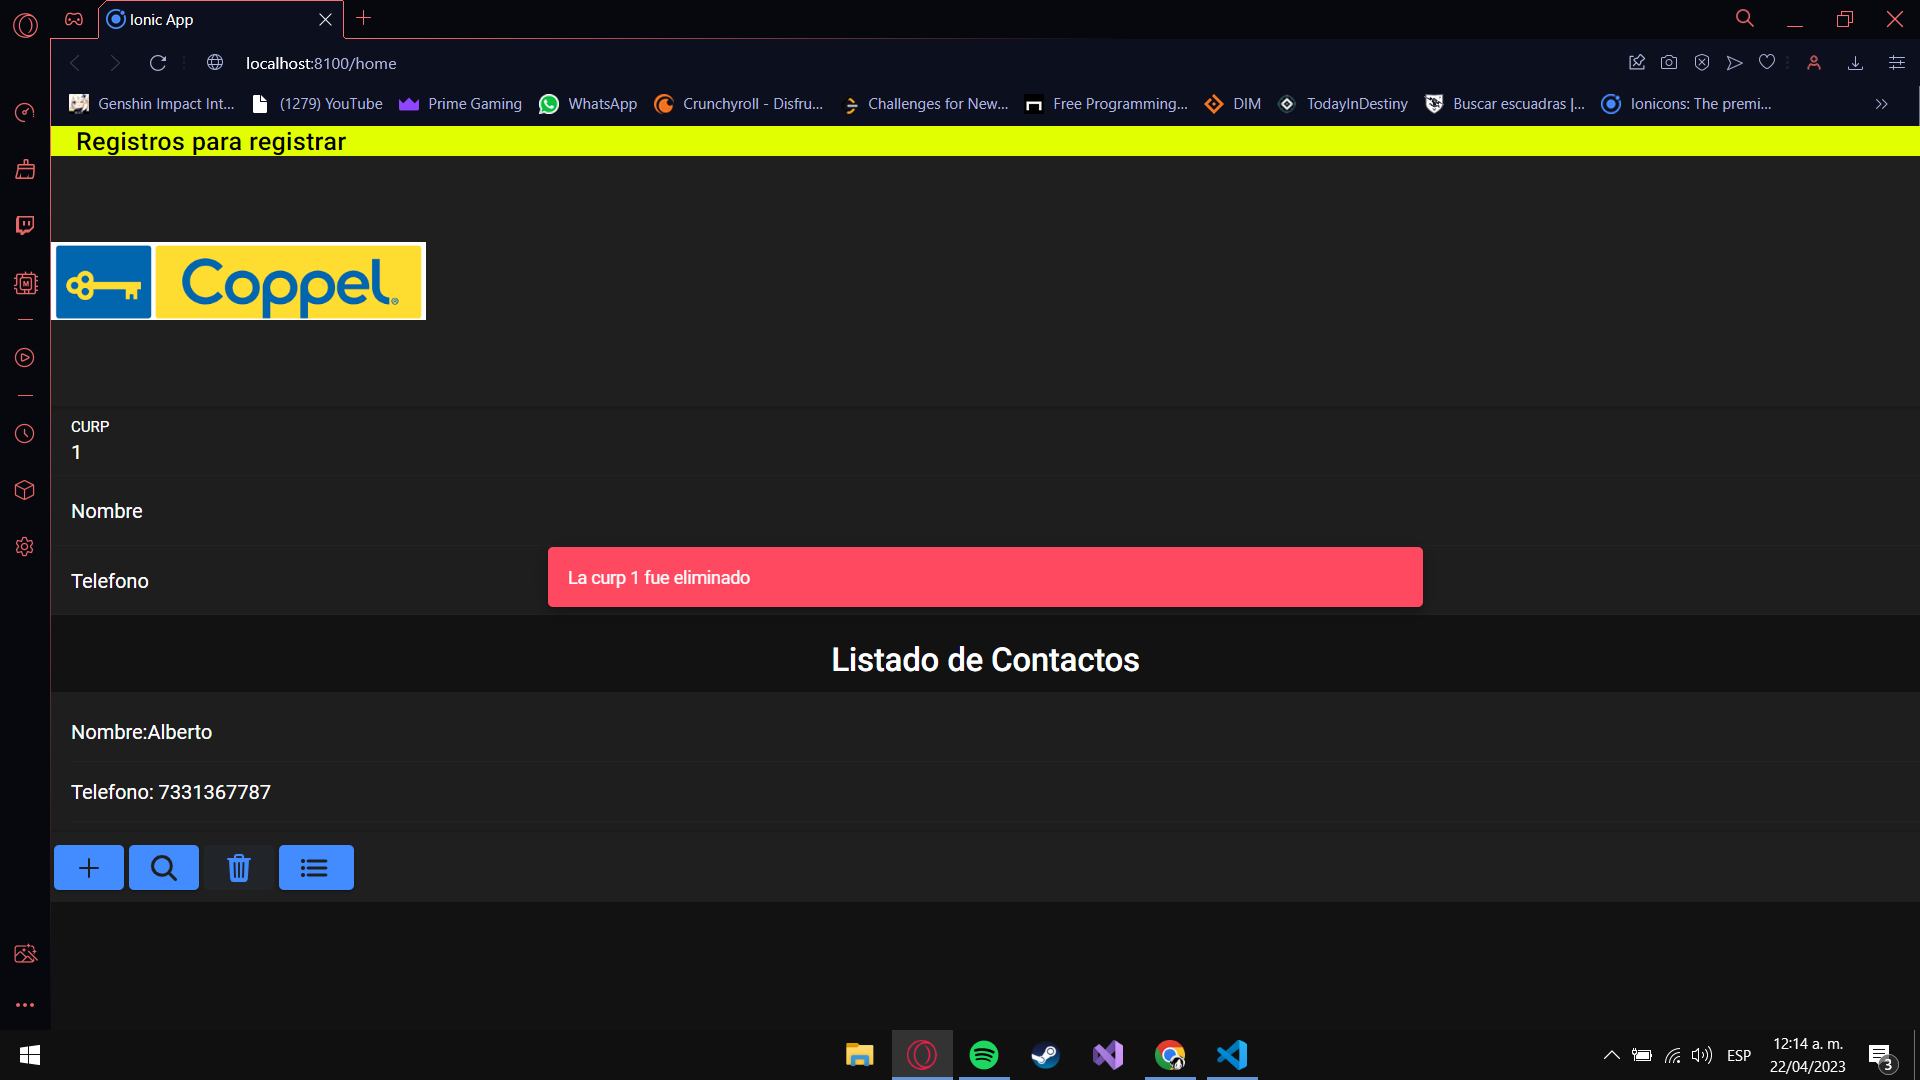 Ionic App
localhost:8100/home
Genshin Impact Int...
(1279) YouTube
Prime Gaming
WhatsApp
Crunchyroll - Disfru...
Challenges for New...
Free Programming...
DIM
TodayInDestiny
Buscar escuadras |...
Ionicons: The premi...
Registros para registrar
Coppel®
CURP
1
Nombre
Telefono
La curp 1 fue eliminado
Listado de Contactos
Nombre:Alberto
Telefono: 7331367787
ESP
12:14 a. m.
22/04/2023
3